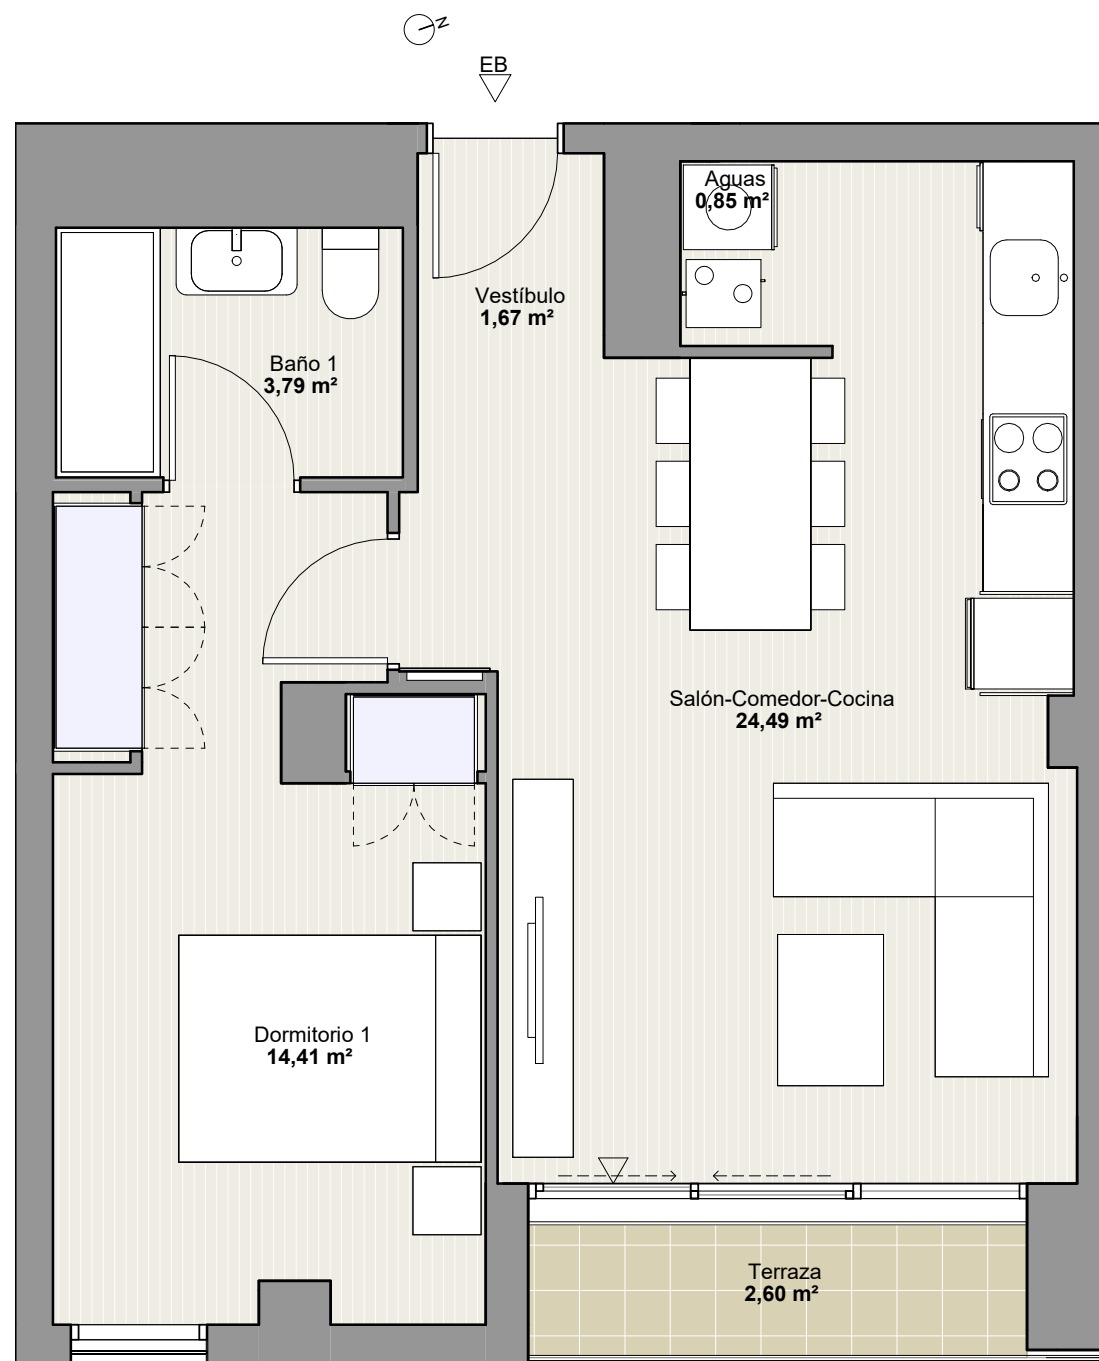 N
EB
Aguas
0,85 m²
Vestíbulo
1,67 m²
Baño 1
3,79 m²
Salón-Comedor-Cocina
24,49 m²
Dormitorio 1
14,41 m²
Terraza
2,60 m²